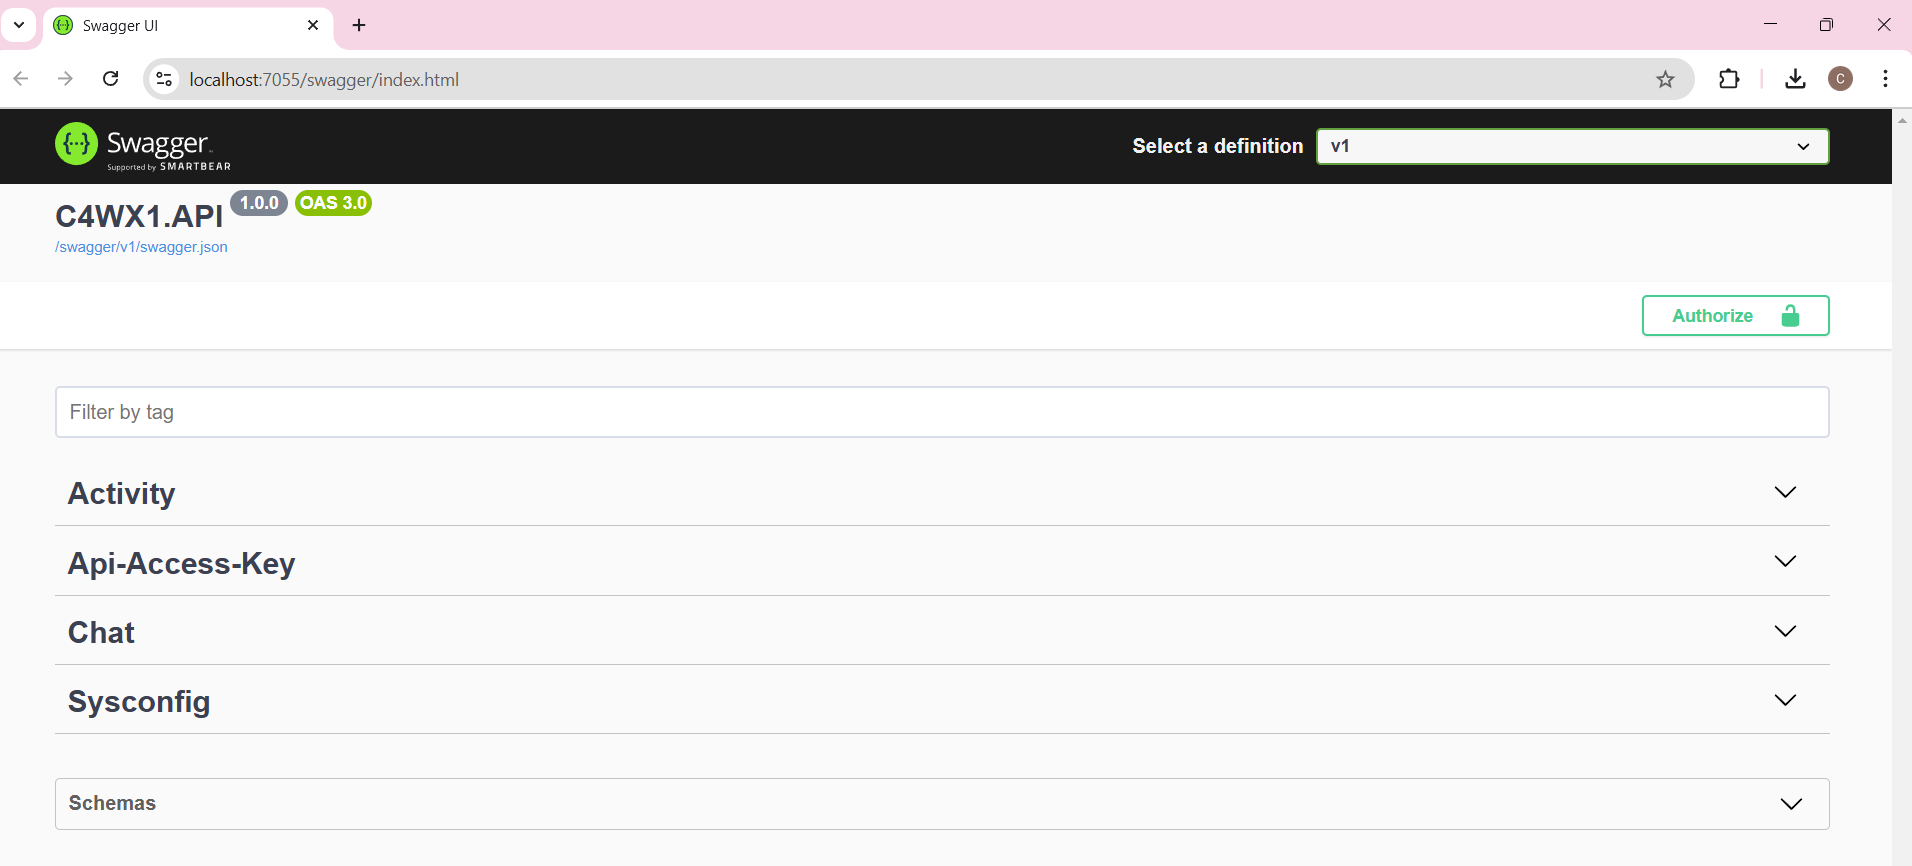 Swagger UI
localhost:7055/swagger/index.html
C
{...} Swagger
Supported by SMARTBEAR
Select a definition
v1
C4WX1.API 1.0.0 OAS 3.0
/swagger/v1/swagger.json
Authorize
Filter by tag
Activity
Api-Access-Key
Chat
Sysconfig
Schemas